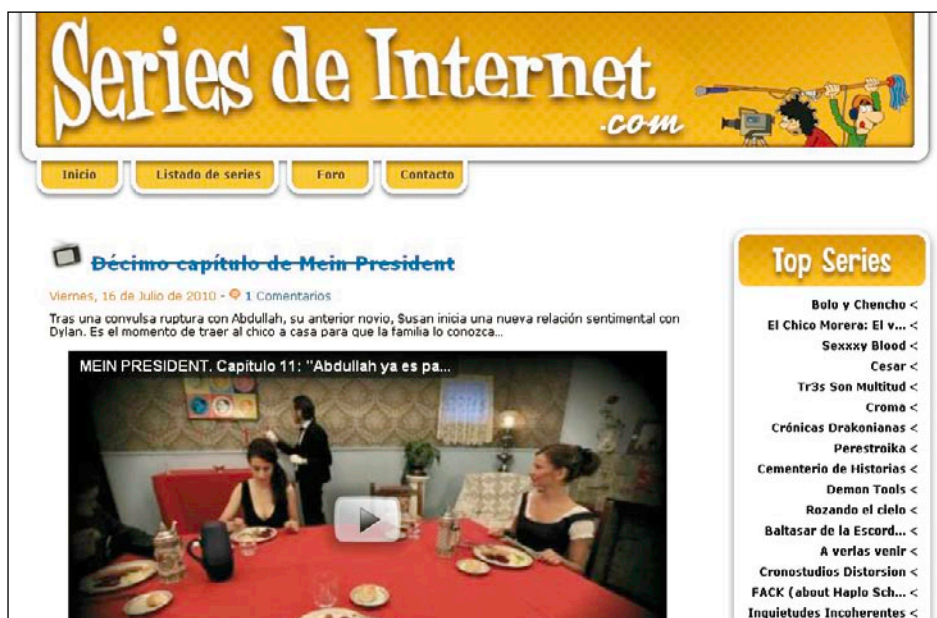 Series de Internet
.com
Inicio
Listado de series
Foro
Contacto
Décimo capítulo de Mein President
Viernes, 16 de Julio de 2010 - 1 Comentarios
Tras una convulsa ruptura con Abdullah, su anterior novio, Susan inicia una nueva relación sentimental con
Dylan. Es el momento de traer al chico a casa para que la familia lo conozca...
MEIN PRESIDENT. Capitulo 11: "Abdullah ya es pa...
Top Series
Bolo y Chencho <
El Chico Morera: El v... <
Sexxxy Blood <
Cesar <
Tr3s Son Multitud <
Croma <
Crónicas Drakonianas <
Perestroika <
Cementerio de Historias <
Demon Tools <
Rozando el cielo <
Baltasar de la Escord... <
A verlas venir <
Cronostudios Distorsion <
FACK (about Haplo Sch... <
Inquietudes Incoherentes <